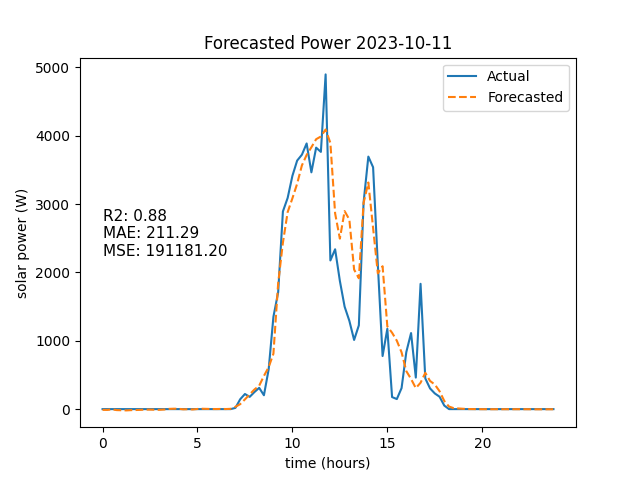 Forecasted Power 2023-10-11
5000
4000
3000
2000
1000
0
solar power (W)
Actual
Forecasted
R2: 0.88
MAE: 211.29
MSE: 191181.20
0 5 10 15 20
time (hours)